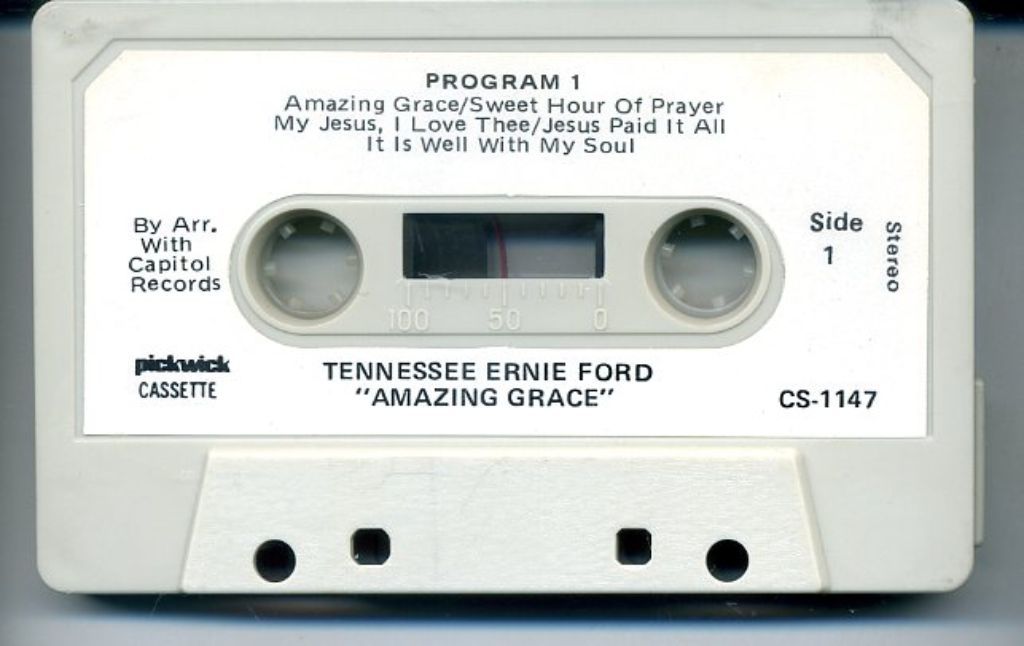 PROGRAM 1
Amazing Grace/Sweet Hour Of Prayer
My Jesus, I Love Thee/Jesus Paid It All
It Is Well With My Soul
By Arr.
With
Capitol
Records
Side
1
Stereo
100 50 0
pickwick
CASSETTE
TENNESSEE ERNIE FORD
"AMAZING GRACE"
CS-1147